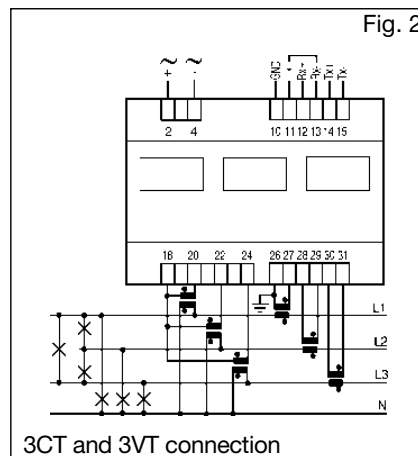 Fig. 2
+ -
GND Rx+ Rx- Tx+ Tx-
2 4 10 11 12 13 14 15
18 20 22 24 26 27 28 29 30 31
L1
L2
L3
N
3CT and 3VT connection